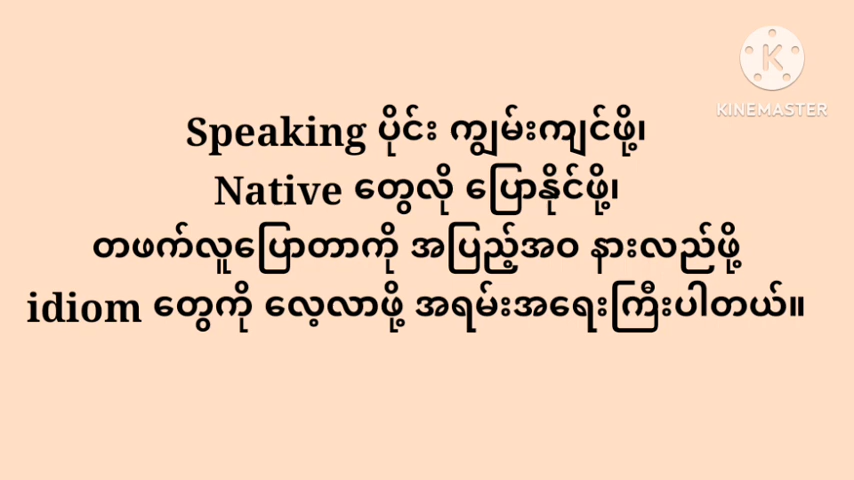 KINEMASTER
Speaking ပိုင်း ကျွမ်းကျင်ဖို့၊
Native တွေလို ပြောနိုင်ဖို့၊
တဖက်လူပြောတာကို အပြည့်အဝ နားလည်ဖို့
idiom တွေကို လေ့လာဖို့ အရမ်းအရေးကြီးပါတယ်။